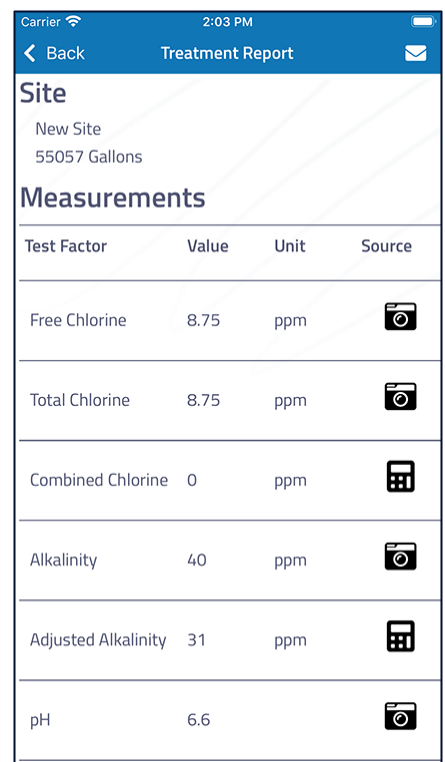 Carrier 2:03 PM
Back Treatment Report
Site
New Site
55057 Gallons
Measurements
Test Factor Value Unit Source
Free Chlorine 8.75 ppm
Total Chlorine 8.75 ppm
Combined Chlorine 0 ppm
Alkalinity 40 ppm
Adjusted Alkalinity 31 ppm
pH 6.6